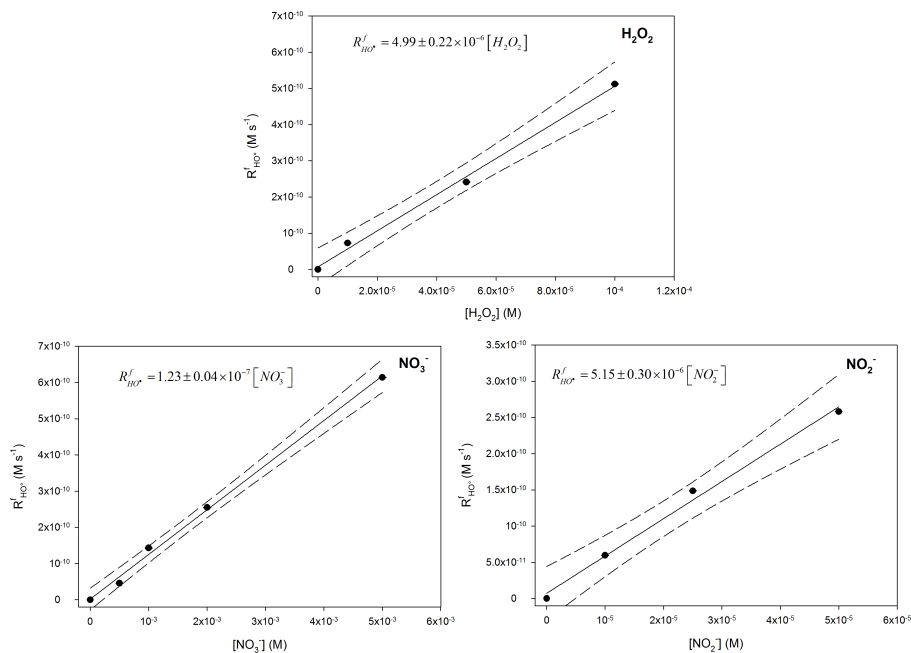 H₂O₂
R^f_HO• = 4.99 ± 0.22 × 10⁻⁶ [H₂O₂]
7x10⁻¹⁰
6x10⁻¹⁰
5x10⁻¹⁰
4x10⁻¹⁰
3x10⁻¹⁰
2x10⁻¹⁰
10⁻¹⁰
0
R^f_HO° (M s⁻¹)
0 2.0x10⁻⁵ 4.0x10⁻⁵ 6.0x10⁻⁵ 8.0x10⁻⁵ 10⁻⁴ 1.2x10⁻⁴
[H₂O₂] (M)
NO₃⁻
R^f_HO• = 1.23 ± 0.04 × 10⁻⁷ [NO₃⁻]
7x10⁻¹⁰
6x10⁻¹⁰
5x10⁻¹⁰
4x10⁻¹⁰
3x10⁻¹⁰
2x10⁻¹⁰
10⁻¹⁰
0
R^f_HO° (M s⁻¹)
0 10⁻³ 2x10⁻³ 3x10⁻³ 4x10⁻³ 5x10⁻³ 6x10⁻³
[NO₃⁻] (M)
NO₂⁻
R^f_HO• = 5.15 ± 0.30 × 10⁻⁶ [NO₂⁻]
3.5x10⁻¹⁰
3.0x10⁻¹⁰
2.5x10⁻¹⁰
2.0x10⁻¹⁰
1.5x10⁻¹⁰
10⁻¹⁰
5.0x10⁻¹¹
0
R^f_HO° (M s⁻¹)
0 10⁻⁵ 2x10⁻⁵ 3x10⁻⁵ 4x10⁻⁵ 5x10⁻⁵ 6x10⁻⁵
[NO₂⁻] (M)